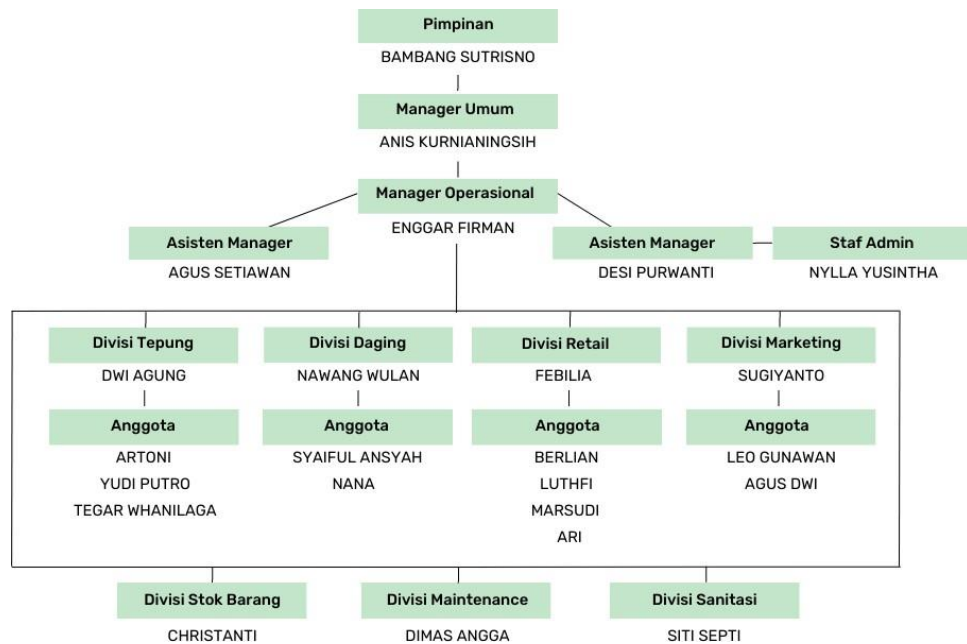 Pimpinan
BAMBANG SUTRISNO
Manager Umum
ANIS KURNIANINGSIH
Manager Operasional
ENGGAR FIRMAN
Asisten Manager
AGUS SETIAWAN
Asisten Manager
DESI PURWANTI
Staf Admin
NYLLA YUSINTHA
Divisi Tepung
DWI AGUNG
Anggota
ARTONI
YUDI PUTRO
TEGAR WHANILAGA
Divisi Daging
NAWANG WULAN
Anggota
SYAIFUL ANSYAH
NANA
Divisi Retail
FEBILIA
Anggota
BERLIAN
LUTHFI
MARSUDI
ARI
Divisi Marketing
SUGIYANTO
Anggota
LEO GUNAWAN
AGUS DWI
Divisi Stok Barang
CHRISTANTI
Divisi Maintenance
DIMAS ANGGA
Divisi Sanitasi
SITI SEPTI